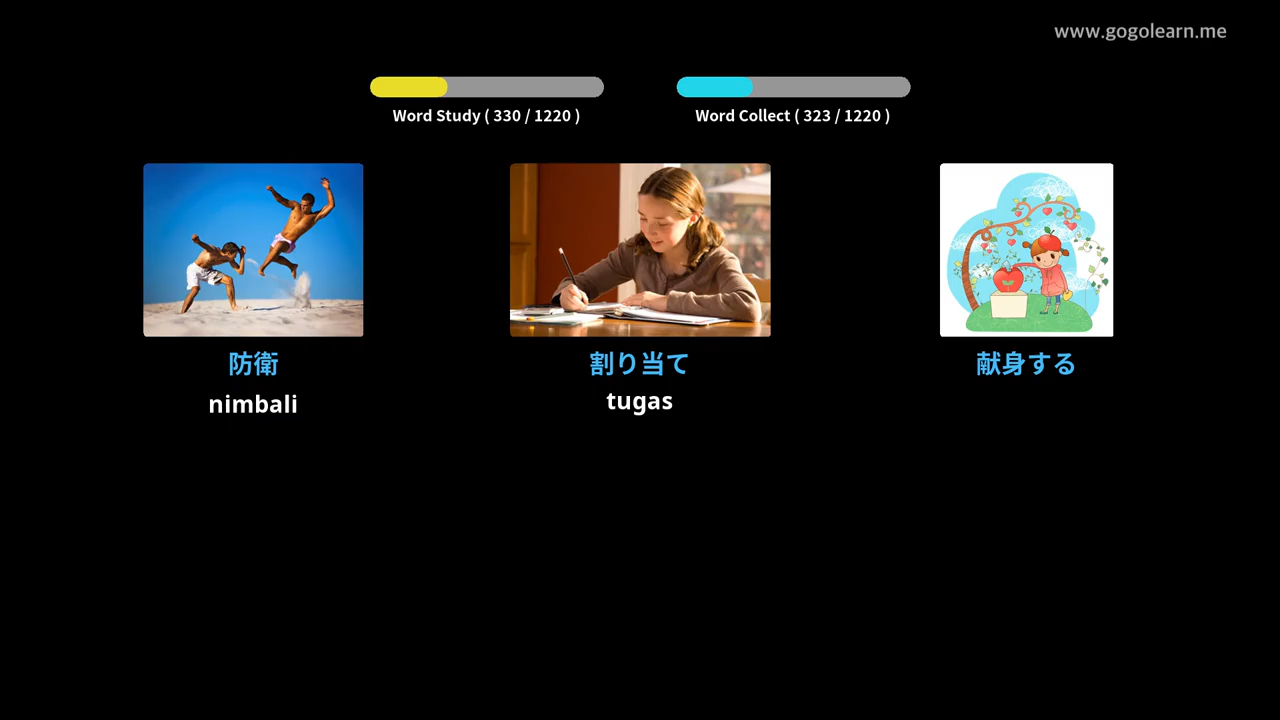 www.gogolearn.me
Word Study ( 330 / 1220 )
Word Collect ( 323 / 1220 )
防衛
割り当て
献身する
nimbali
tugas